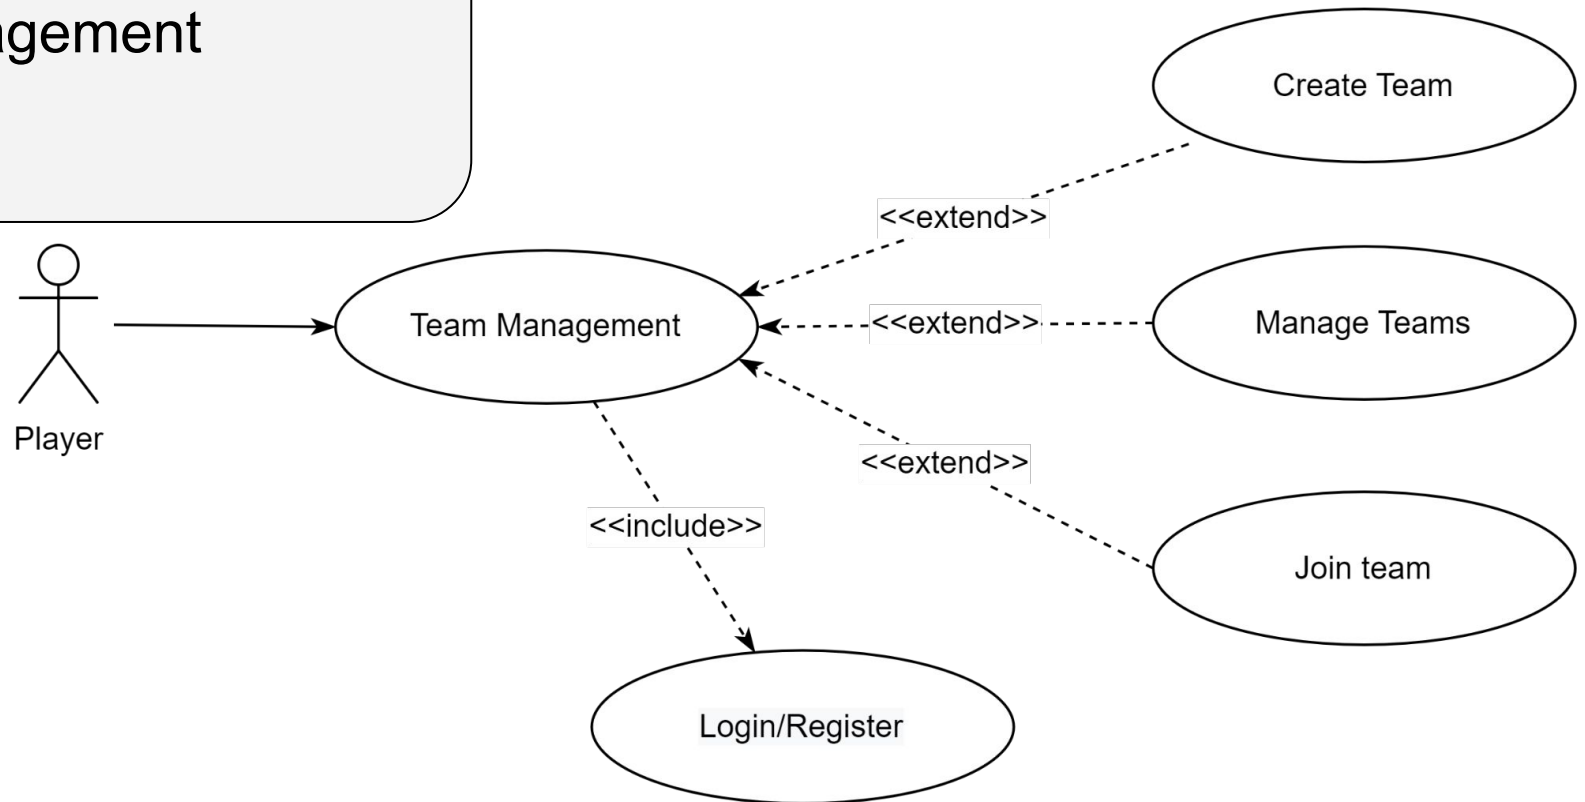 agement
Create Team
<<extend>>
Team Management
<<extend>>
Manage Teams
Player
<<extend>>
<<include>>
Join team
Login/Register